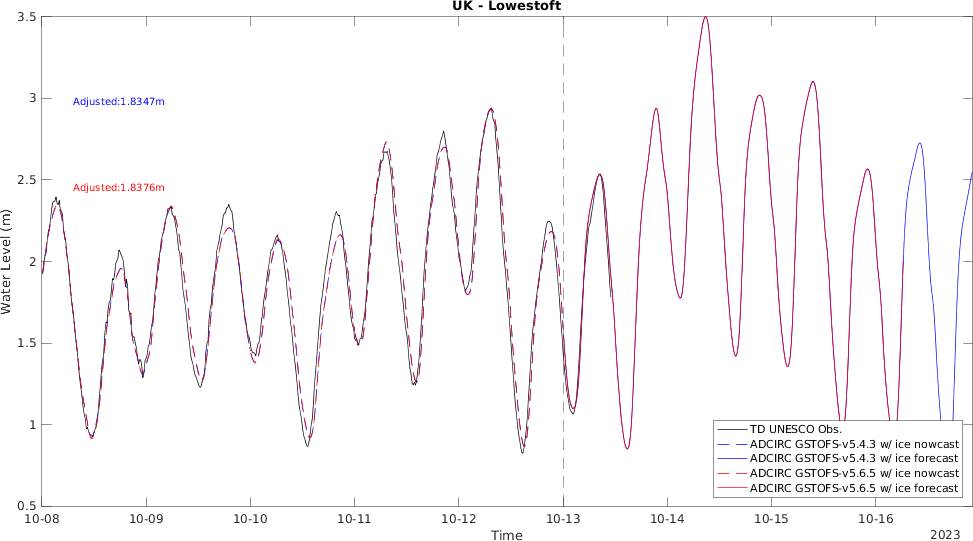 UK - Lowestoft
3.5
3
2.5
2
1.5
1
0.5
Water Level (m)
Adjusted:1.8347m
Adjusted:1.8376m
TD UNESCO Obs.
ADCIRC GSTOFS-v5.4.3 w/ ice nowcast
ADCIRC GSTOFS-v5.4.3 w/ ice forecast
ADCIRC GSTOFS-v5.6.5 w/ ice nowcast
ADCIRC GSTOFS-v5.6.5 w/ ice forecast
10-08 10-09 10-10 10-11 10-12 10-13 10-14 10-15 10-16
Time
2023